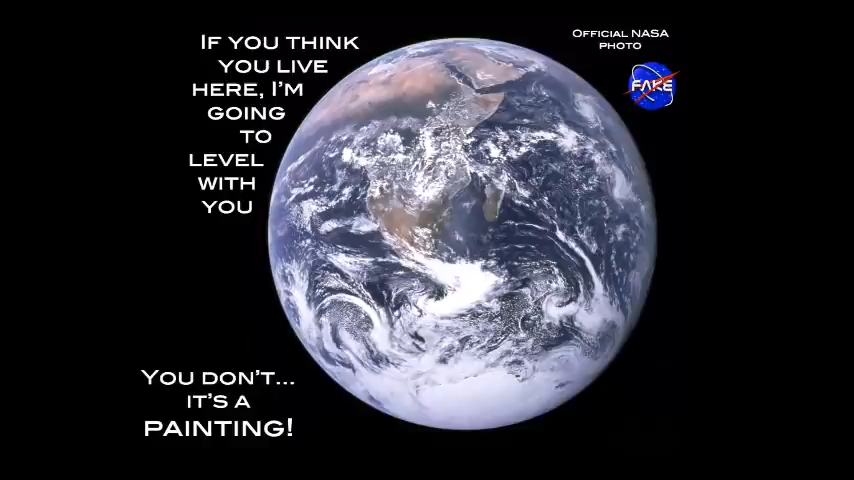 If you think
you live
here, I'm
going
to
level
with
you
Official NASA
photo
FAKE
You don't...
it's a
painting!